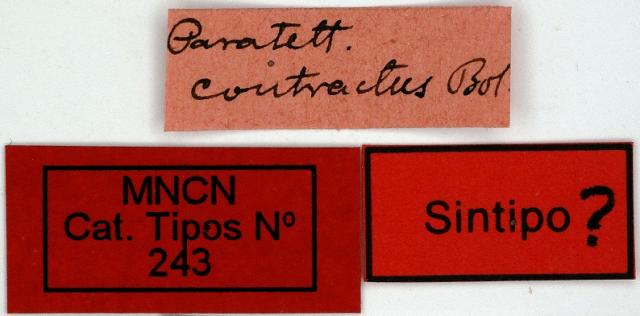 Paratett.
contractus Bol.
MNCN
Cat. Tipos Nº
243
Sintipo?